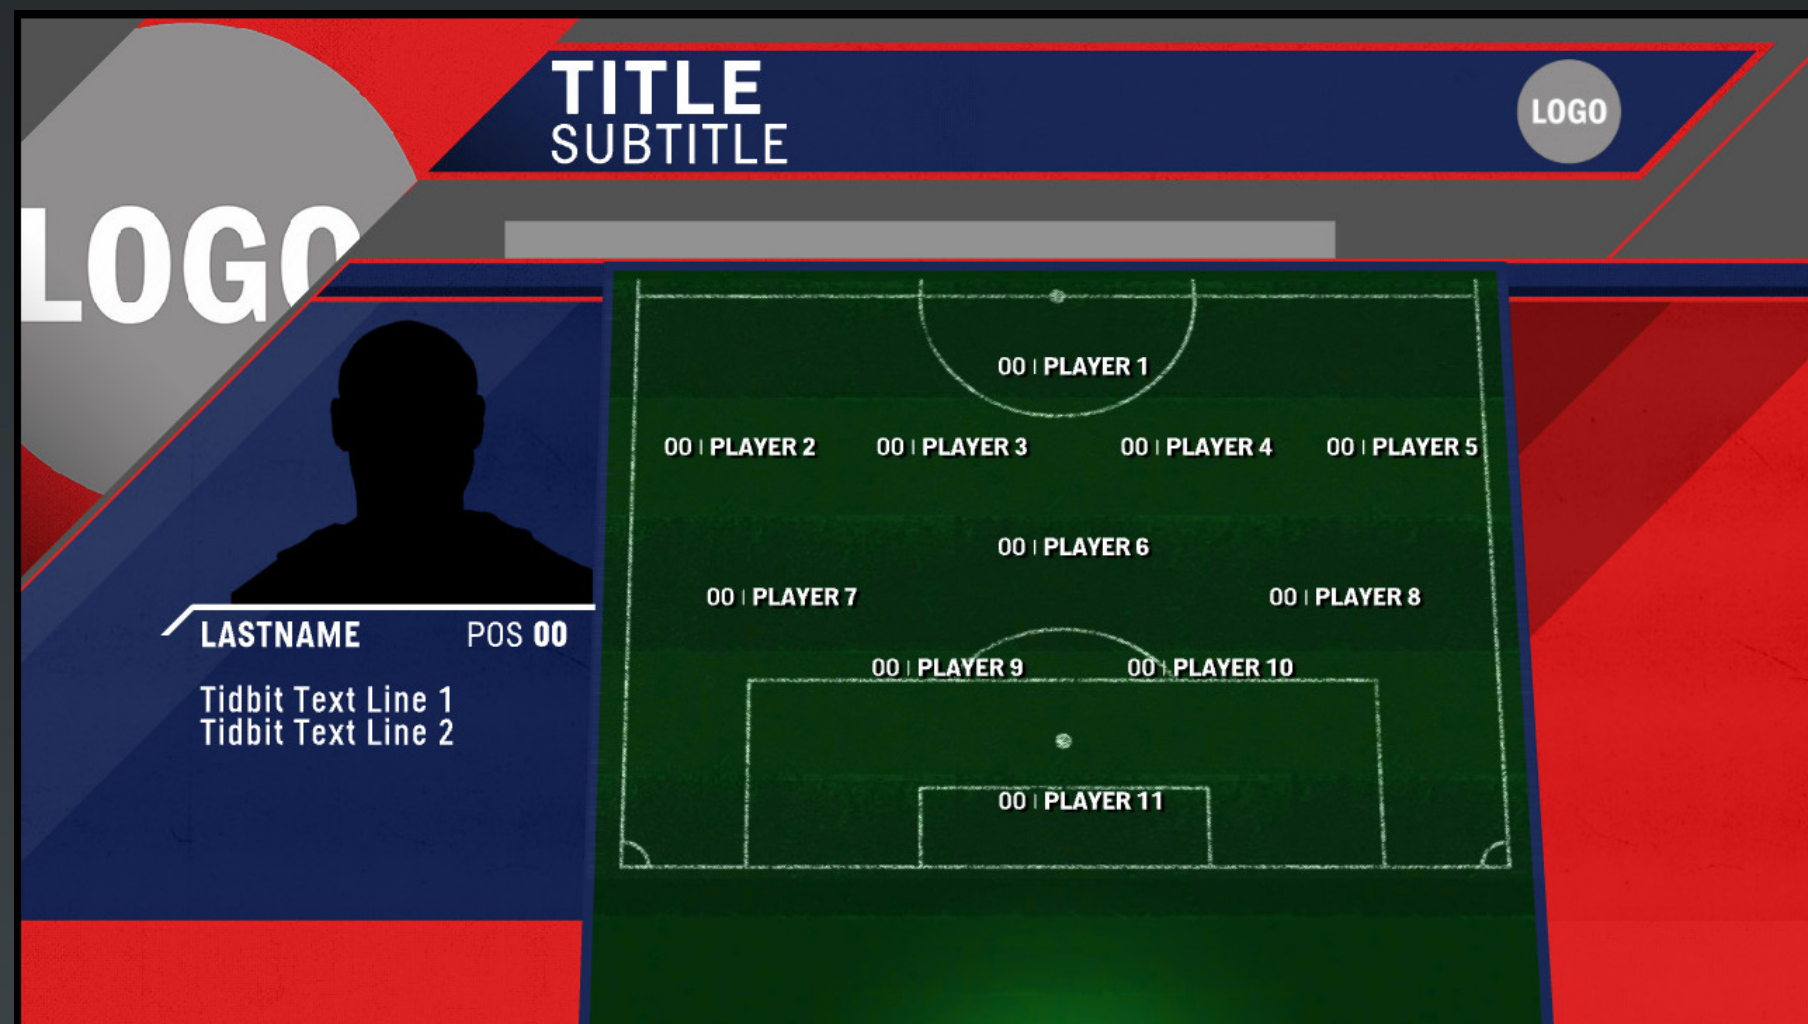 TITLE
SUBTITLE
LOGO
LOGO
00 | PLAYER 1
00 | PLAYER 2
00 | PLAYER 3
00 | PLAYER 4
00 | PLAYER 5
00 | PLAYER 6
00 | PLAYER 7
00 | PLAYER 8
00 | PLAYER 9
00 | PLAYER 10
00 | PLAYER 11
LASTNAME
POS 00
Tidbit Text Line 1
Tidbit Text Line 2